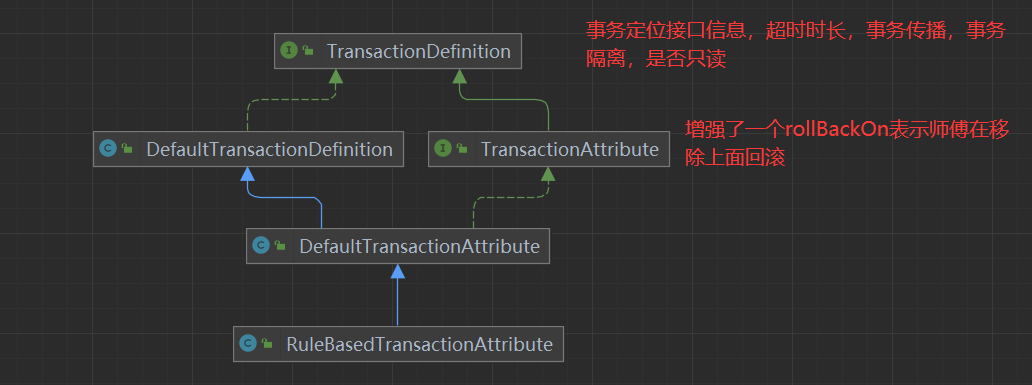 TransactionDefinition
事务定位接口信息，超时时长，事务传播，事务
隔离，是否只读
DefaultTransactionDefinition
TransactionAttribute
增强了一个rollBackOn表示师傅在移
除上面回滚
DefaultTransactionAttribute
RuleBasedTransactionAttribute